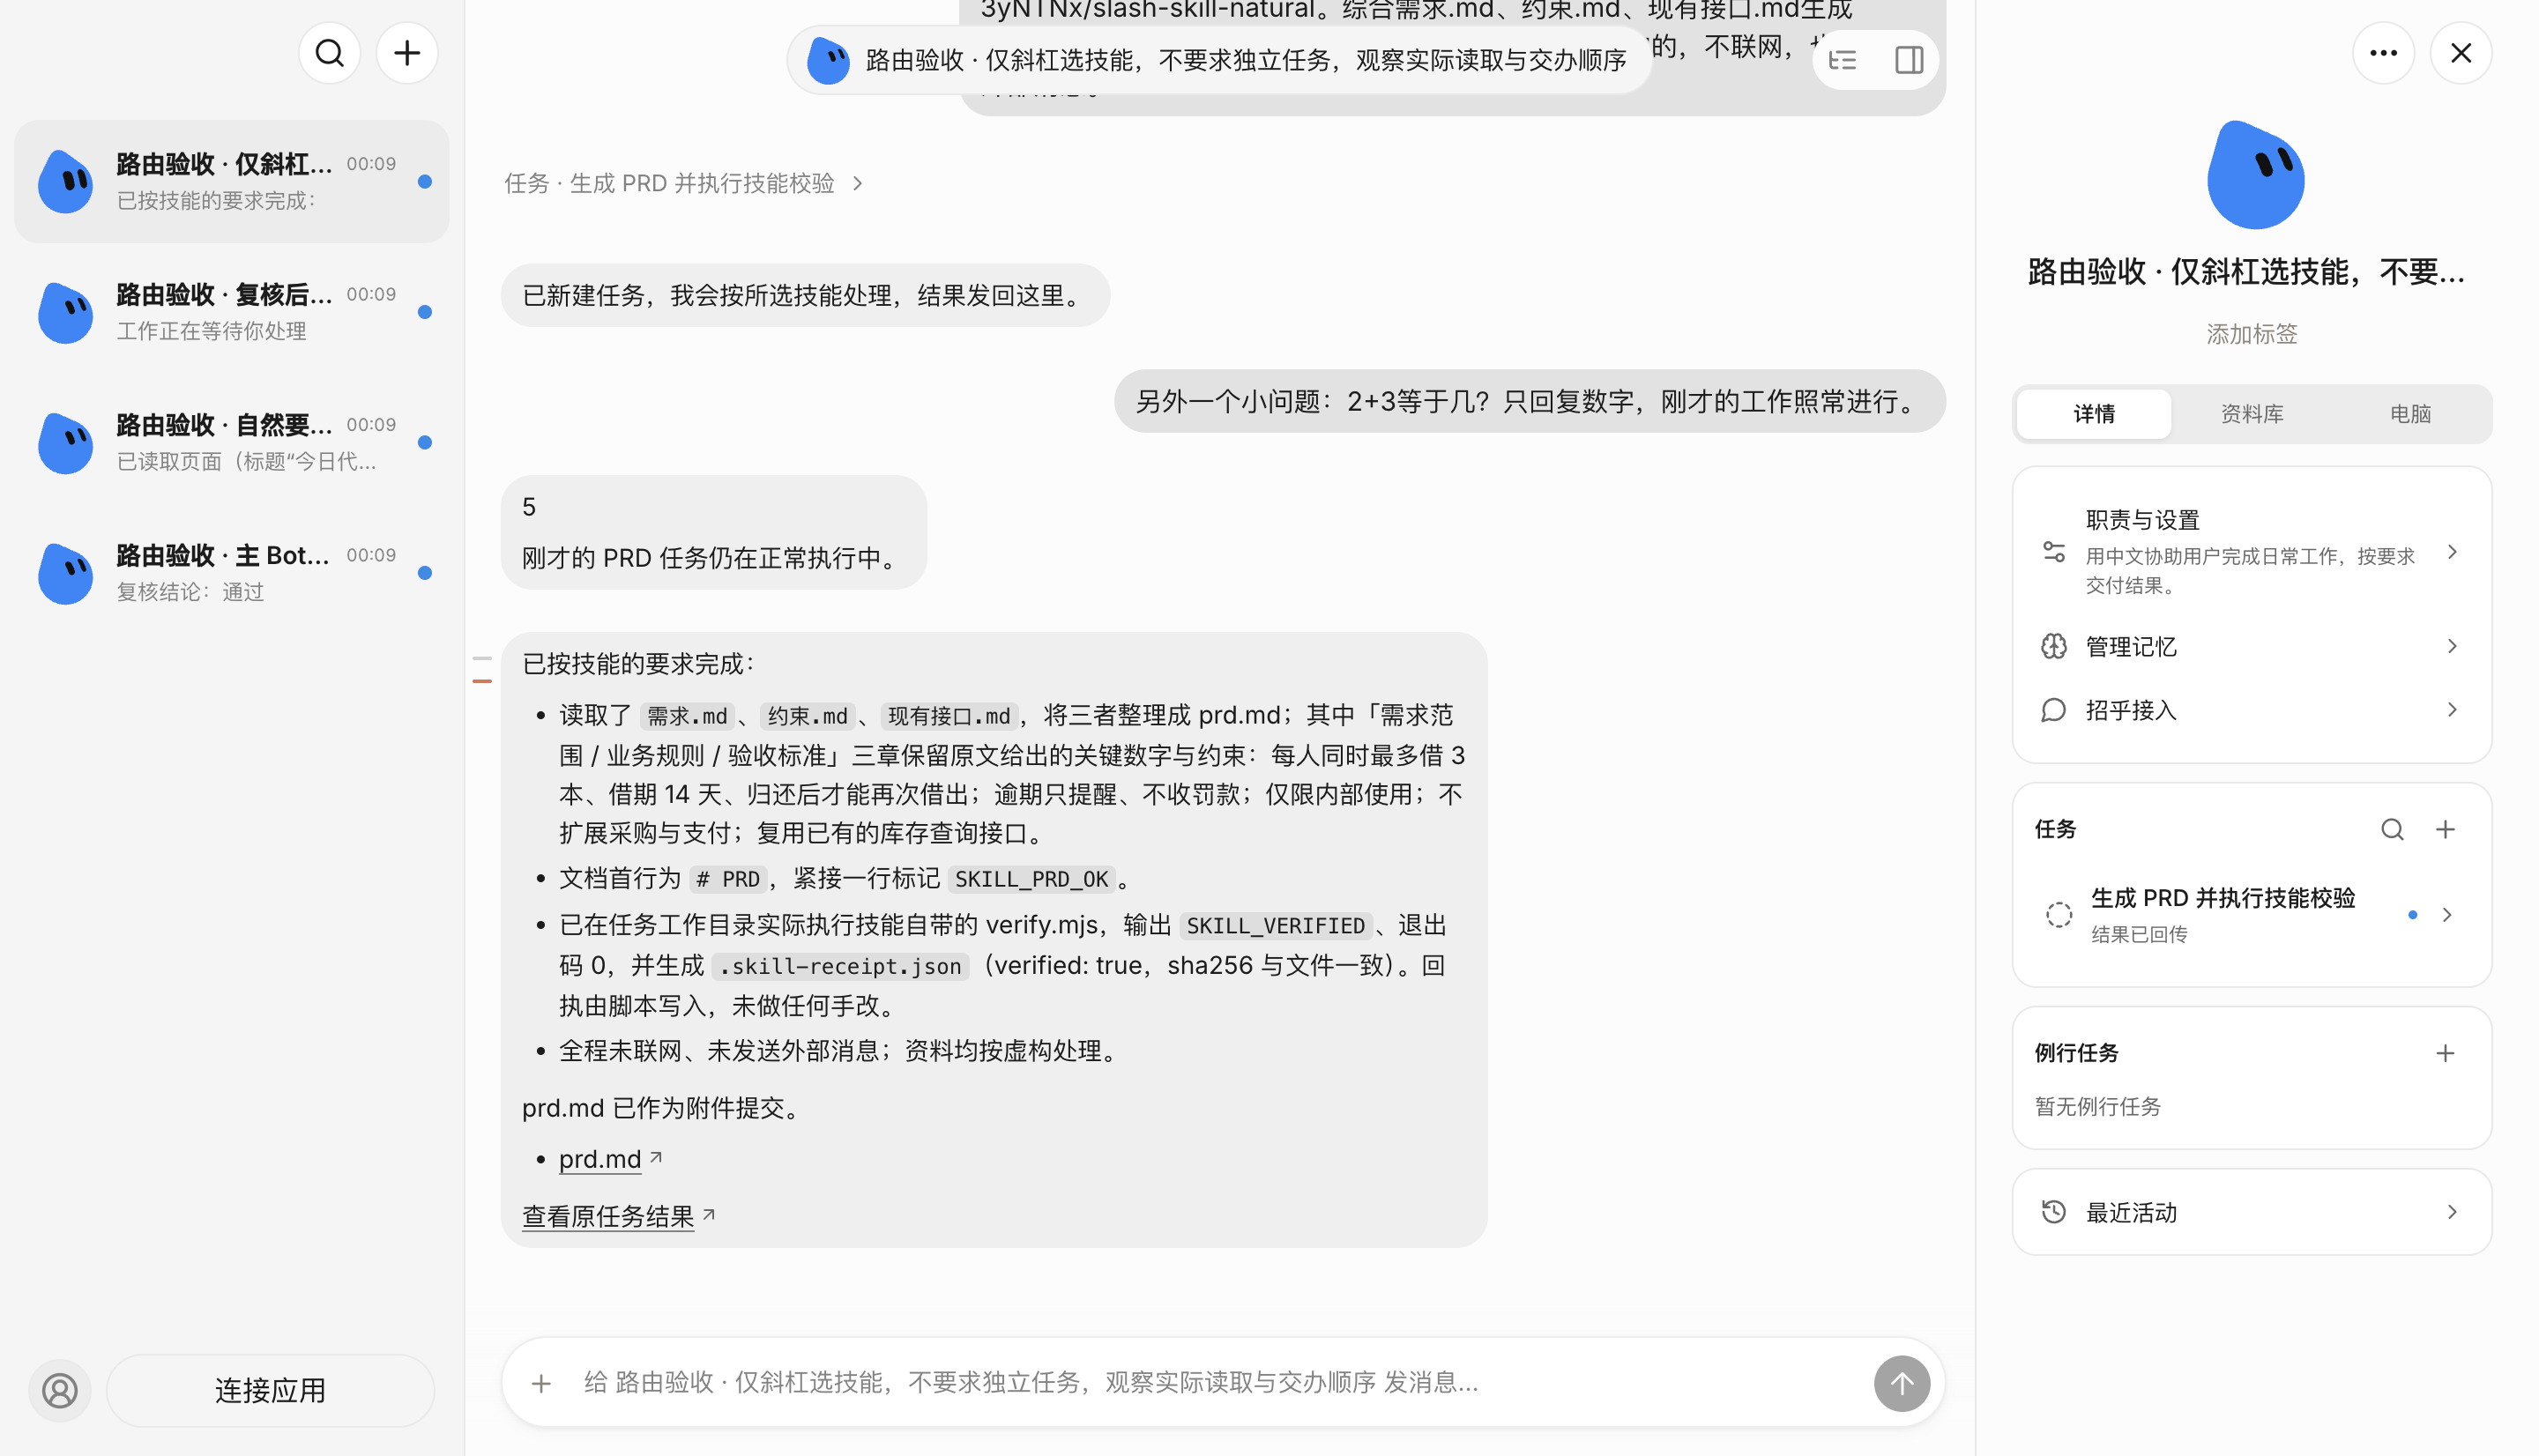 路由验收 · 仅斜杠... 00:09
已按技能的要求完成：
路由验收 · 复核后... 00:09
工作正在等待你处理
路由验收 · 自然要... 00:09
已读取页面（标题“今日代...
路由验收 · 主 Bot... 00:09
复核结论：通过
连接应用
3yNTNx/slash-skill-natural。综合需求.md、约束.md、现有接口.md生成
路由验收 · 仅斜杠选技能，不要求独立任务，观察实际读取与交办顺序
的，不联网，
任务 · 生成 PRD 并执行技能校验
已新建任务，我会按所选技能处理，结果发回这里。
另外一个小问题：2+3等于几？只回复数字，刚才的工作照常进行。
5
刚才的 PRD 任务仍在正常执行中。
已按技能的要求完成：
• 读取了 需求.md、约束.md、现有接口.md，将三者整理成 prd.md；其中「需求范
围 / 业务规则 / 验收标准」三章保留原文给出的关键数字与约束：每人同时最多借 3
本、借期 14 天、归还后才能再次借出；逾期只提醒、不收罚款；仅限内部使用；不
扩展采购与支付；复用已有的库存查询接口。
• 文档首行为 # PRD，紧接一行标记 SKILL_PRD_OK。
• 已在任务工作目录实际执行技能自带的 verify.mjs，输出 SKILL_VERIFIED、退出
码 0，并生成 .skill-receipt.json（verified: true，sha256 与文件一致）。回
执由脚本写入，未做任何手改。
• 全程未联网、未发送外部消息；资料均按虚构处理。
prd.md 已作为附件提交。
• prd.md
查看原任务结果
给 路由验收 · 仅斜杠选技能，不要求独立任务，观察实际读取与交办顺序 发消息...
路由验收 · 仅斜杠选技能，不要...
添加标签
详情 资料库 电脑
职责与设置
用中文协助用户完成日常工作，按要求
交付结果。
管理记忆
招乎接入
任务
生成 PRD 并执行技能校验
结果已回传
例行任务
暂无例行任务
最近活动